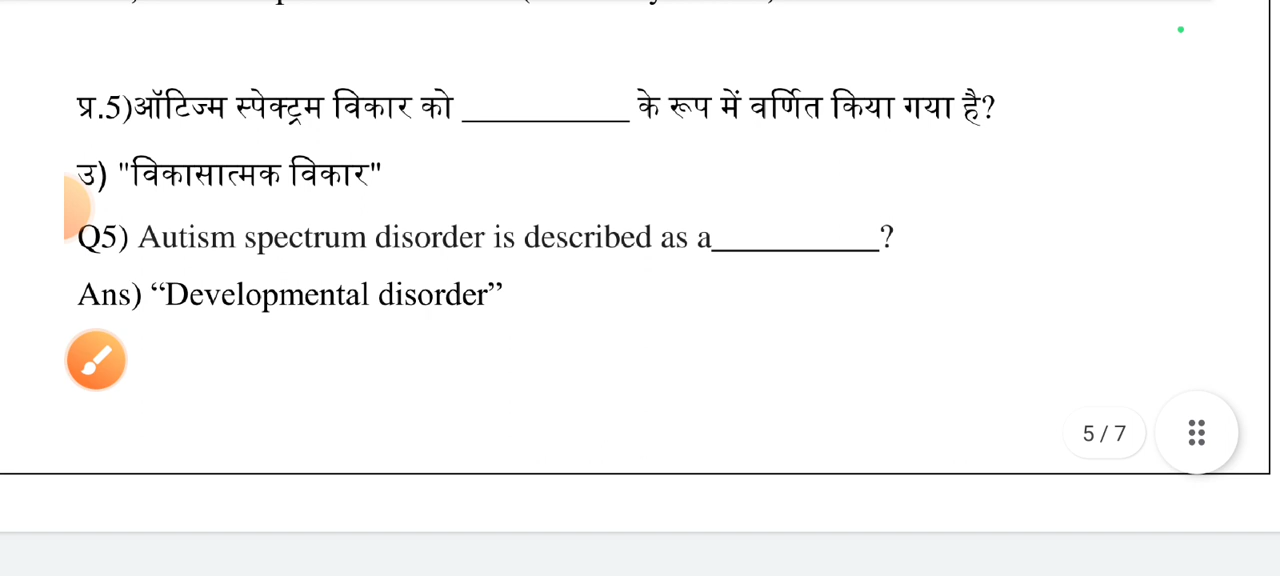 प्र.5)ऑटिज्म स्पेक्ट्रम विकार को __________ के रूप में वर्णित किया गया है?
उ) "विकासात्मक विकार"
Q5) Autism spectrum disorder is described as a__________?
Ans) “Developmental disorder”
5 / 7